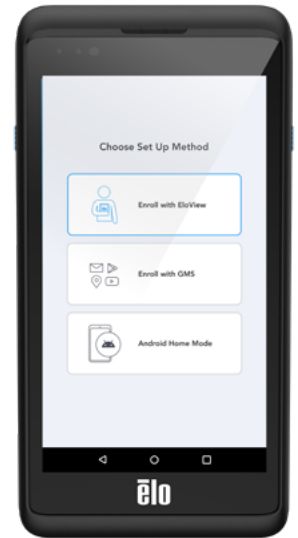 Choose Set Up Method
Enroll with EloView
Enroll with GMS
Android Home Mode
ēlo